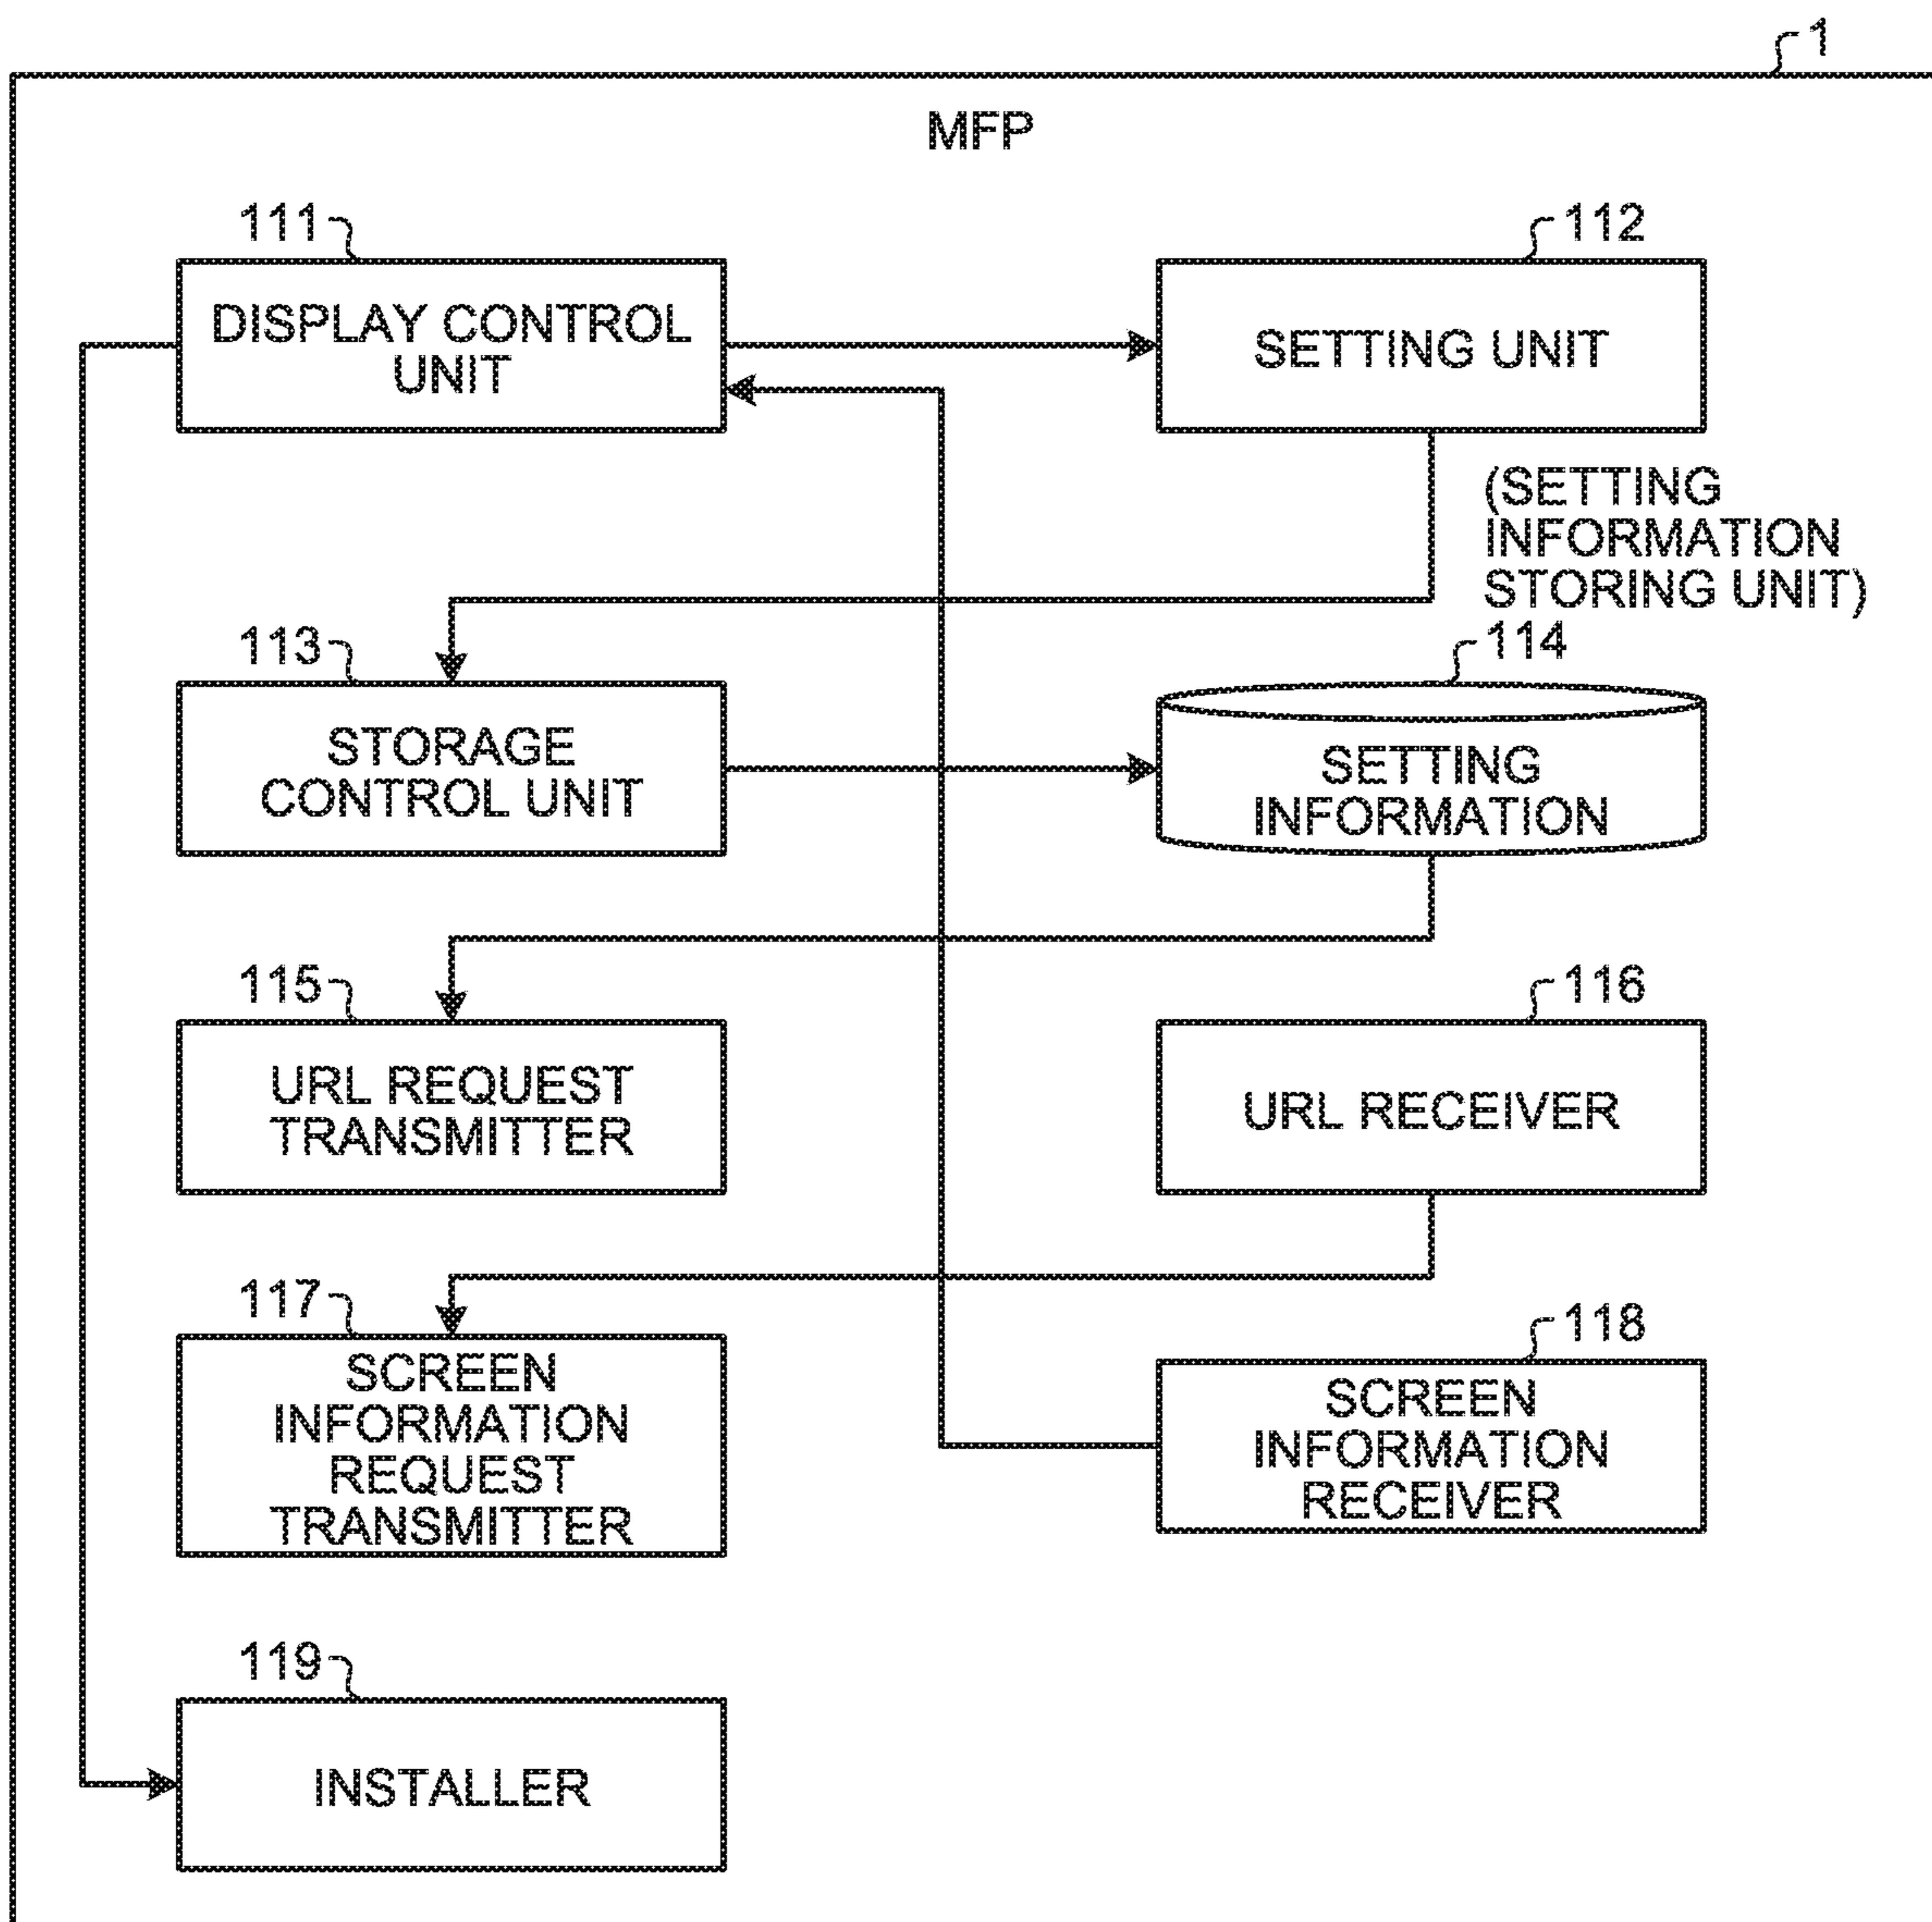 1
MFP
111
DISPLAY CONTROL
UNIT
112
SETTING UNIT
(SETTING
INFORMATION
STORING UNIT)
113
STORAGE
CONTROL UNIT
114
SETTING
INFORMATION
115
URL REQUEST
TRANSMITTER
116
URL RECEIVER
117
SCREEN
INFORMATION
REQUEST
TRANSMITTER
118
SCREEN
INFORMATION
RECEIVER
119
INSTALLER